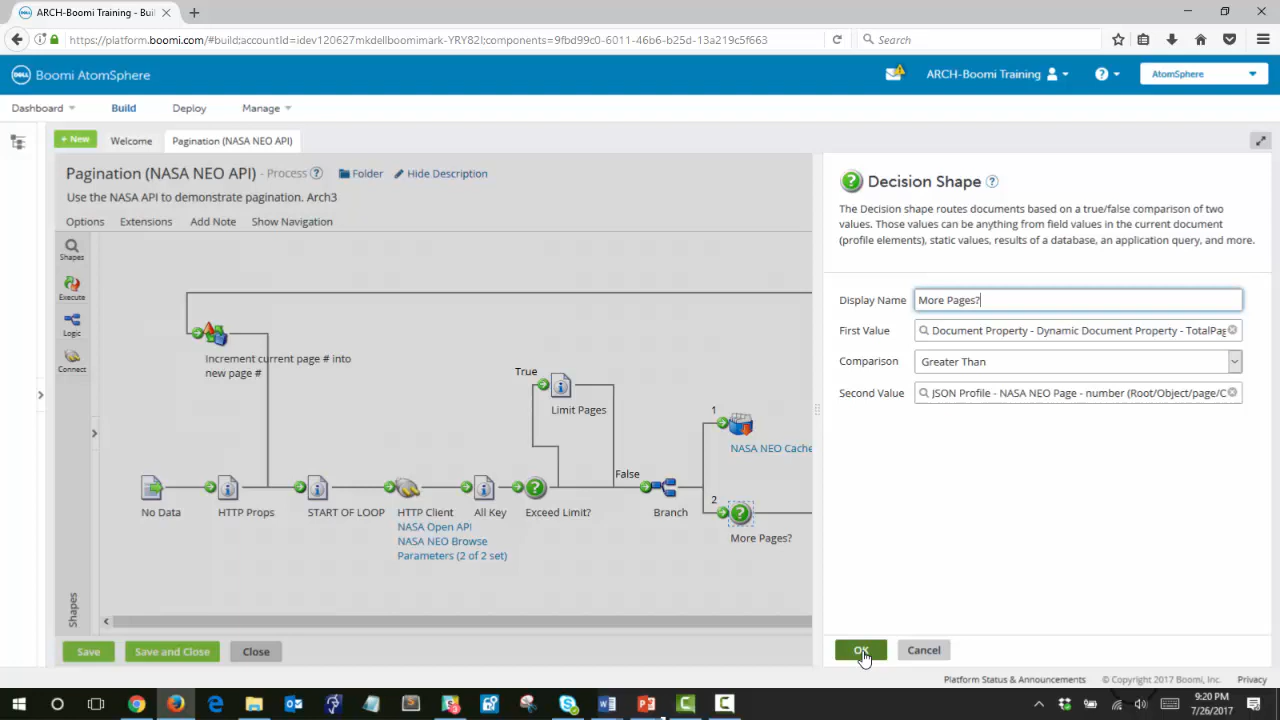 ARCH-Boomi Training - Buil
https://platform.boomi.com/#build;accountId=idev120627mkdellboomimark-YRY82I;components=9fbd99c0-6011-46b6-b25d-13a219c5f663
Search
DELL Boomi AtomSphere
ARCH-Boomi Training
AtomSphere
Dashboard Build Deploy Manage
+ New Welcome Pagination (NASA NEO API)
Pagination (NASA NEO API) - Process Folder Hide Description
Use the NASA API to demonstrate pagination. Arch3
Options Extensions Add Note Show Navigation
Shapes
Execute
Logic
Connect
Shapes
Increment current page # into
new page #
True
Limit Pages
1
NASA NEO Cache
False
2
No Data
HTTP Props
START OF LOOP
HTTP Client
NASA Open API
NASA NEO Browse
Parameters (2 of 2 set)
All Key
Exceed Limit?
Branch
More Pages?
Save Save and Close Close
Decision Shape
The Decision shape routes documents based on a true/false comparison of two
values. Those values can be anything from field values in the current document
(profile elements), static values, results of a database, an application query, and more.
Display Name More Pages?
First Value Document Property - Dynamic Document Property - TotalPag
Comparison Greater Than
Second Value JSON Profile - NASA NEO Page - number (Root/Object/page/C
OK Cancel
Platform Status & Announcements © Copyright 2017 Boomi, Inc. Privacy
9:20 PM
7/26/2017